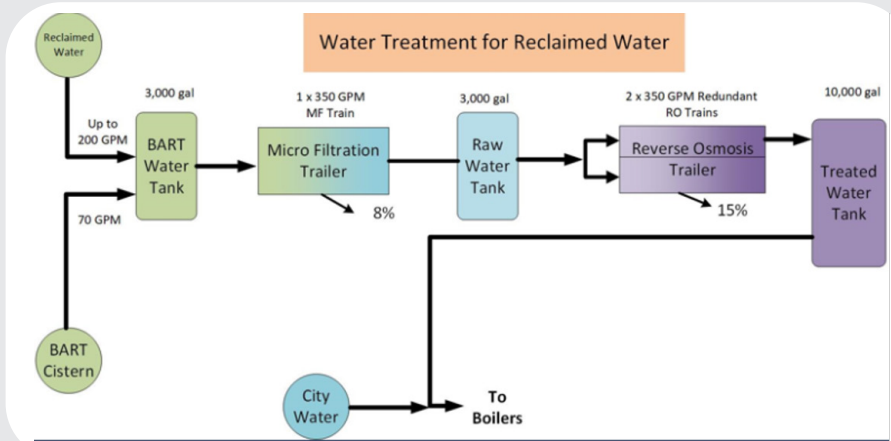 Water Treatment for Reclaimed Water
Reclaimed
Water
Up to
200 GPM
70 GPM
BART
Cistern
3,000 gal
BART
Water
Tank
1 x 350 GPM
MF Train
Micro Filtration
Trailer
8%
3,000 gal
Raw
Water
Tank
2 x 350 GPM Redundant
RO Trains
Reverse Osmosis
Trailer
15%
10,000 gal
Treated
Water
Tank
City
Water
To
Boilers